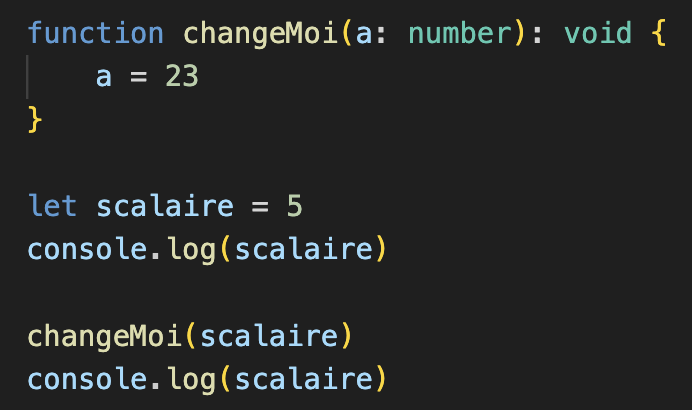 function changeMoi(a: number): void {
    a = 23
}

let scalaire = 5
console.log(scalaire)

changeMoi(scalaire)
console.log(scalaire)